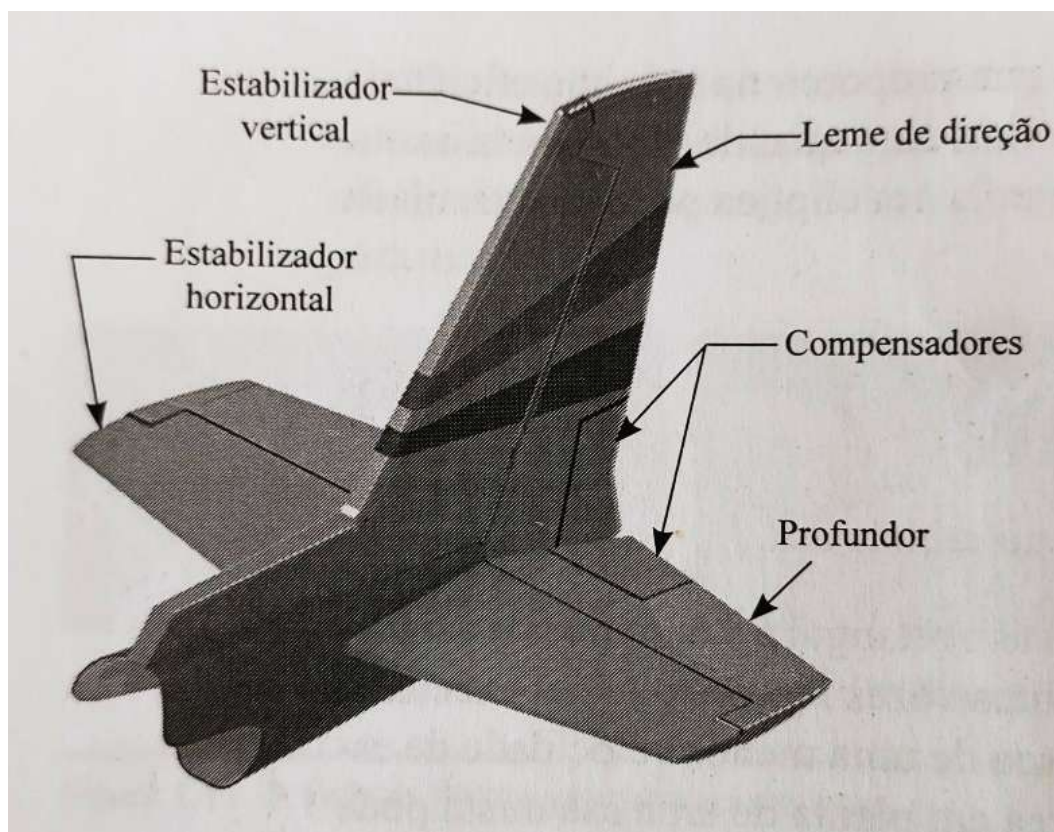 Estabilizador
vertical
Leme de direção
Estabilizador
horizontal
Compensadores
Profundor